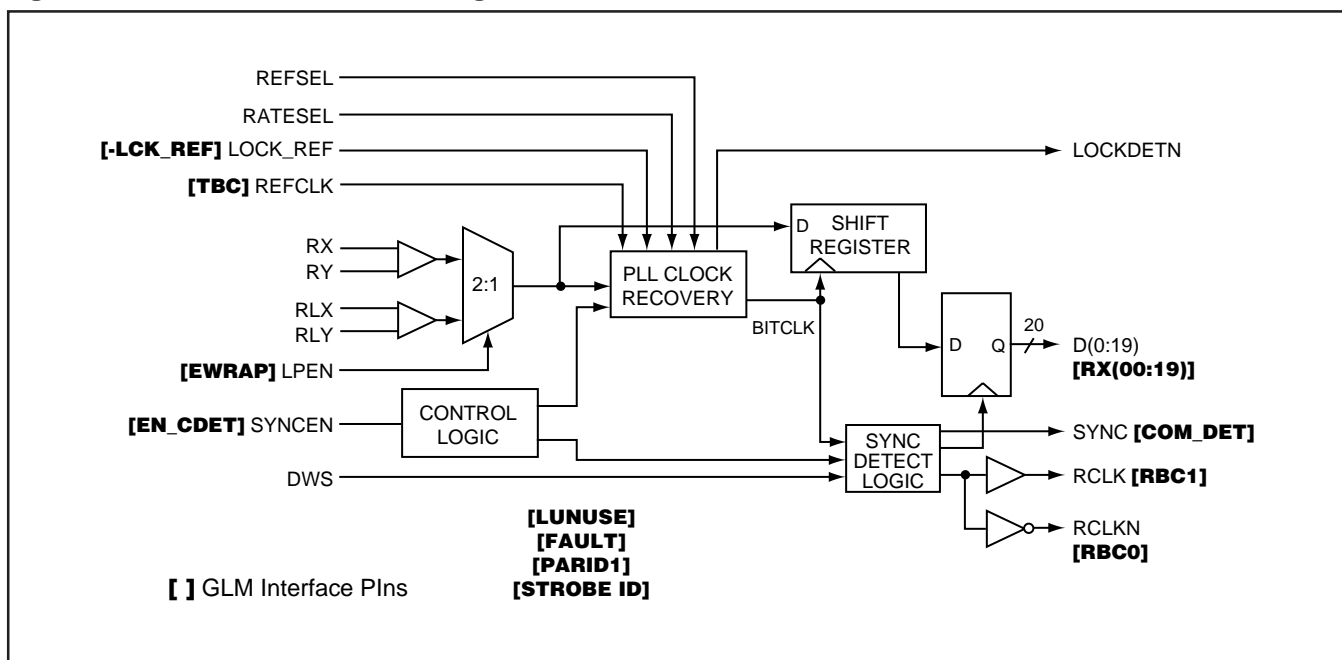 REFSEL
RATESEL
[-LCK_REF] LOCK_REF
LOCKDETN
[TBC] REFCLK
D SHIFT
REGISTER
RX
RY
2:1
PLL CLOCK
RECOVERY
RLX
RLY
BITCLK
20
D Q
D(0:19)
[RX(00:19)]
[EWRAP] LPEN
[EN_CDET] SYNCEN
CONTROL
LOGIC
SYNC
DETECT
LOGIC
SYNC [COM_DET]
DWS
RCLK [RBC1]
[LUNUSE]
[FAULT]
[PARID1]
[STROBE ID]
RCLKN
[RBC0]
[ ] GLM Interface PIns